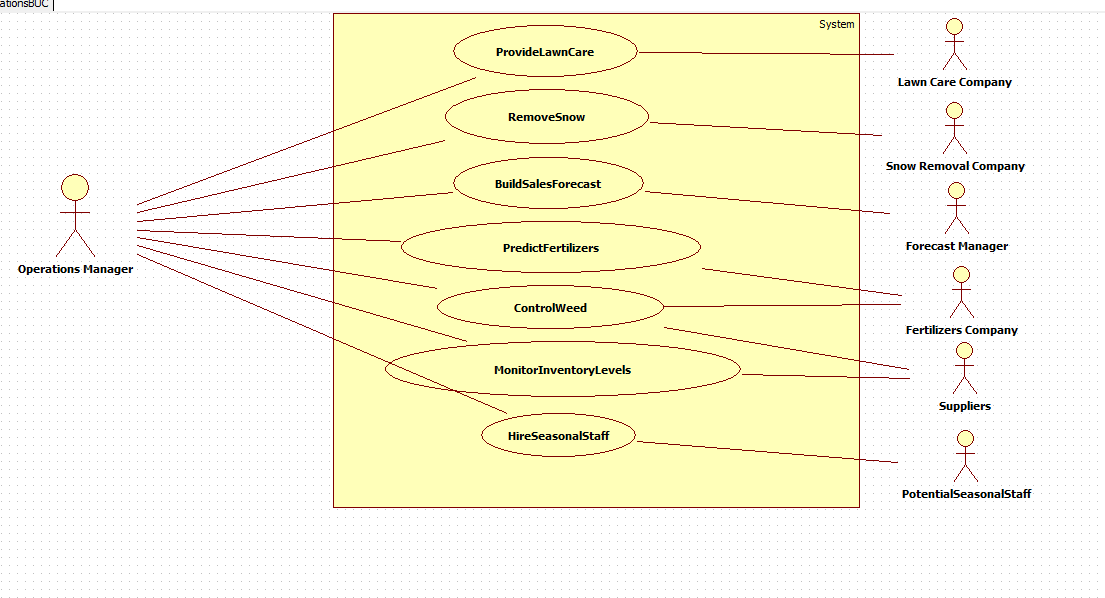 ationsBUC
System
ProvideLawnCare
Lawn Care Company
RemoveSnow
Snow Removal Company
BuildSalesForecast
Forecast Manager
Operations Manager
PredictFertilizers
ControlWeed
Fertilizers Company
MonitorInventoryLevels
Suppliers
HireSeasonalStaff
PotentialSeasonalStaff